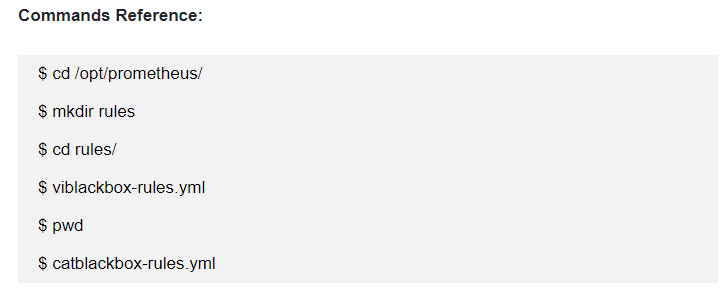 Commands Reference:
$ cd /opt/prometheus/
$ mkdir rules
$ cd rules/
$ viblackbox-rules.yml
$ pwd
$ catblackbox-rules.yml